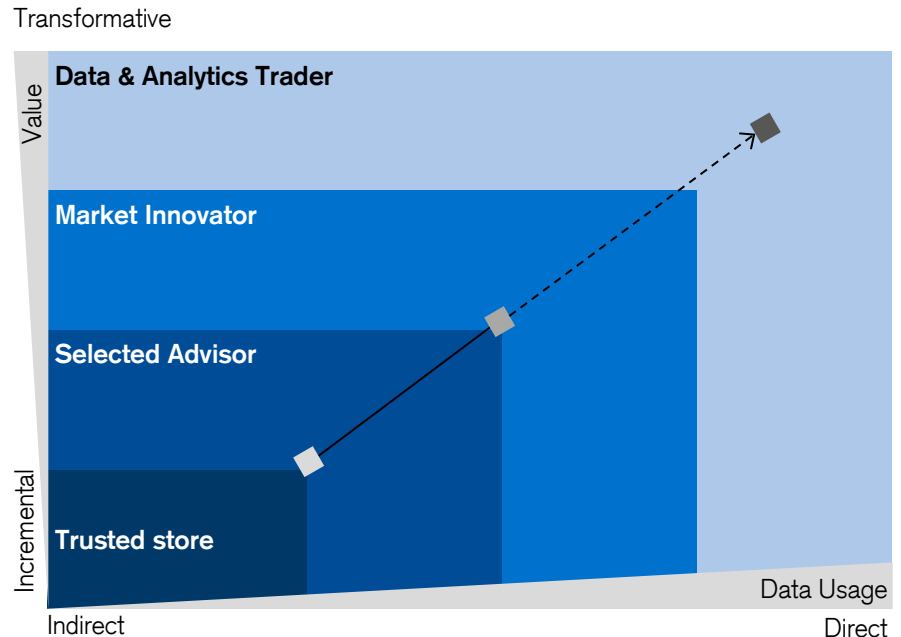 Transformative
Value
Data & Analytics Trader
Market Innovator
Selected Advisor
Incremental
Trusted store
Data Usage
Indirect
Direct